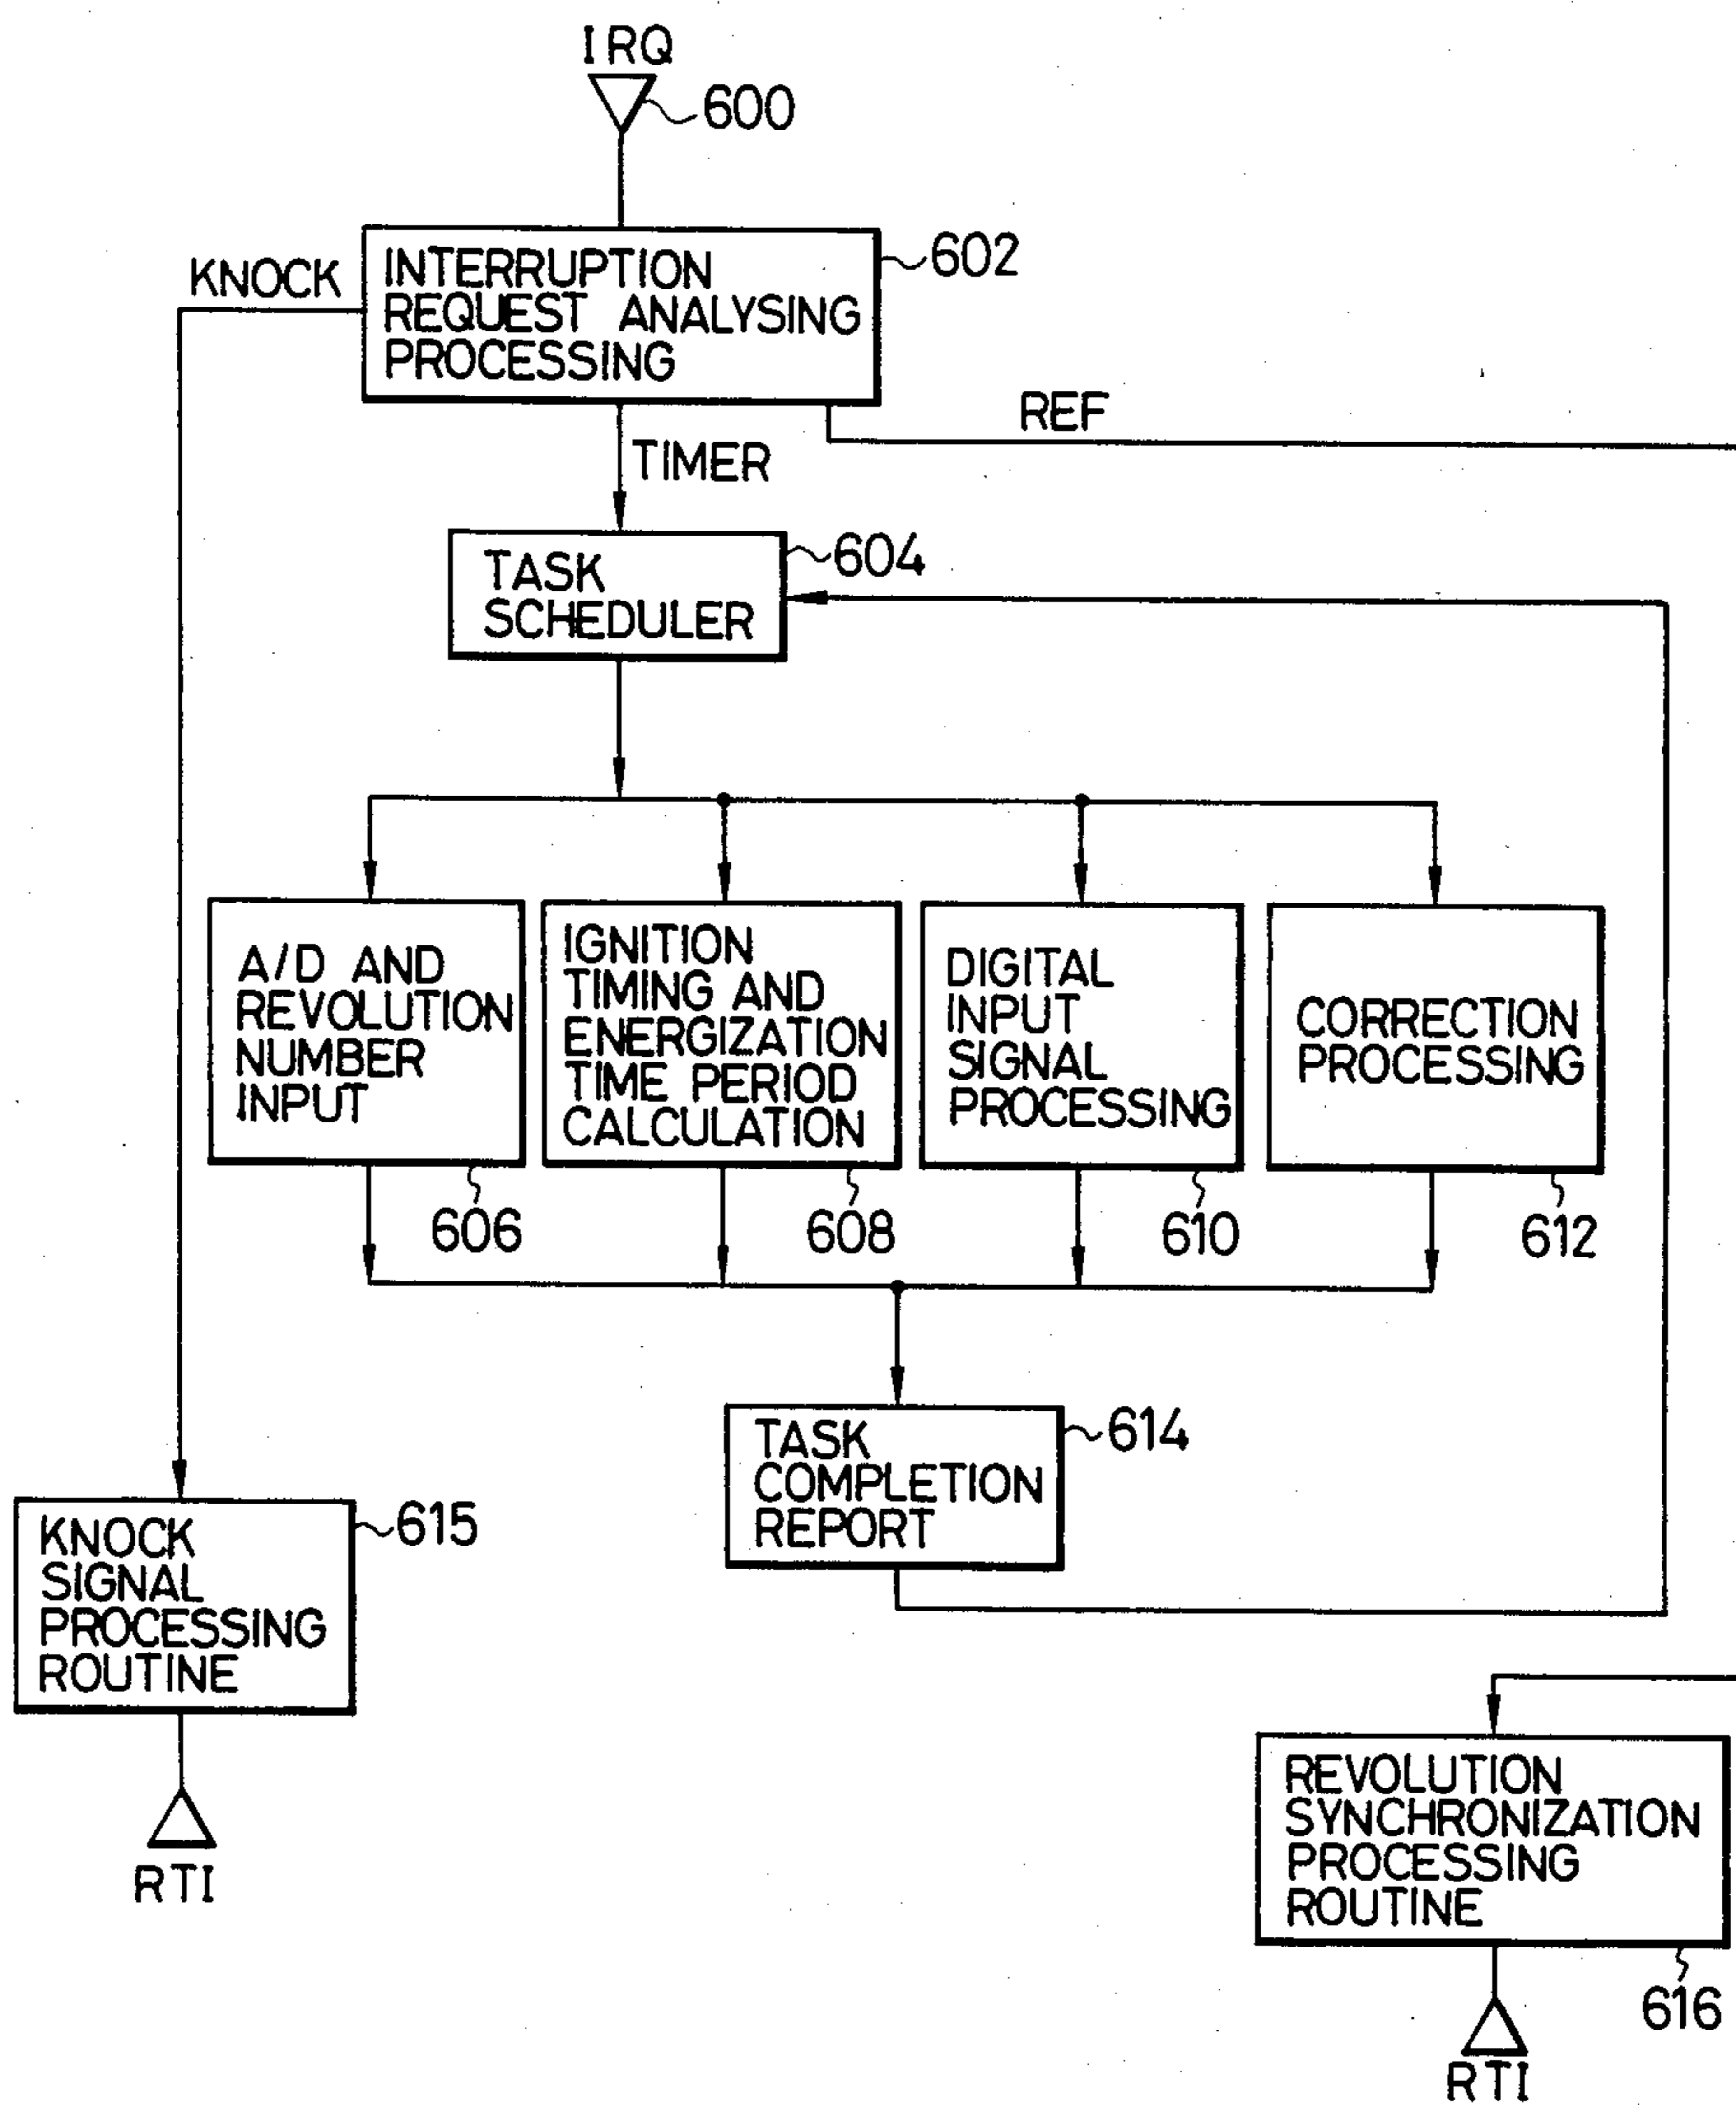 IRQ
600
INTERRUPTION
REQUEST ANALYSING
PROCESSING
602
KNOCK
REF
TIMER
TASK
SCHEDULER
604
A/D AND
REVOLUTION
NUMBER
INPUT
606
IGNITION
TIMING AND
ENERGIZATION
TIME PERIOD
CALCULATION
608
DIGITAL
INPUT
SIGNAL
PROCESSING
610
CORRECTION
PROCESSING
612
TASK
COMPLETION
REPORT
614
KNOCK
SIGNAL
PROCESSING
ROUTINE
615
RTI
REVOLUTION
SYNCHRONIZATION
PROCESSING
ROUTINE
616
RTI